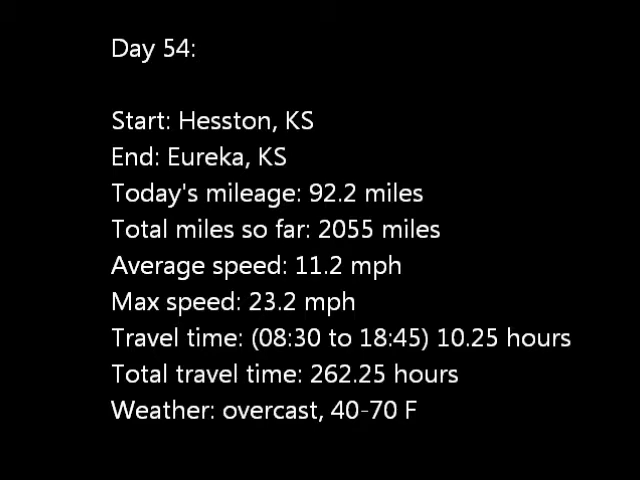 Day 54:
Start: Hesston, KS
End: Eureka, KS
Today's mileage: 92.2 miles
Total miles so far: 2055 miles
Average speed: 11.2 mph
Max speed: 23.2 mph
Travel time: (08:30 to 18:45) 10.25 hours
Total travel time: 262.25 hours
Weather: overcast, 40-70 F